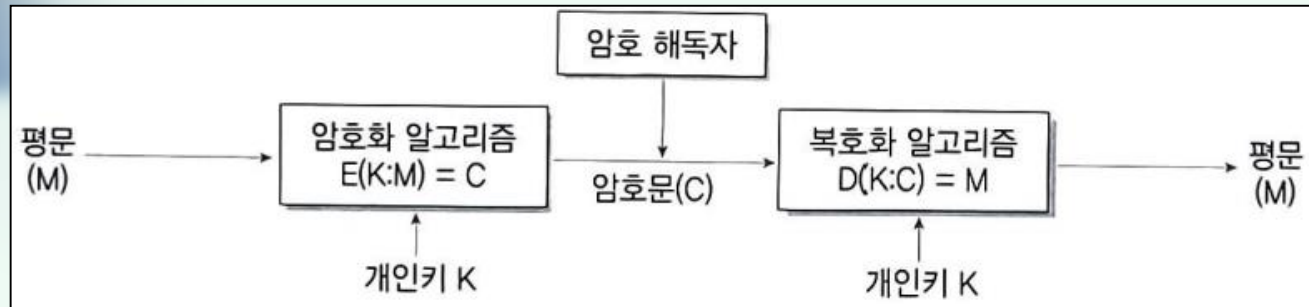 암호 해독자
평문
(M)
암호화 알고리즘
E(K:M) = C
암호문(C)
복호화 알고리즘
D(K:C) = M
평문
(M)
개인키 K
개인키 K